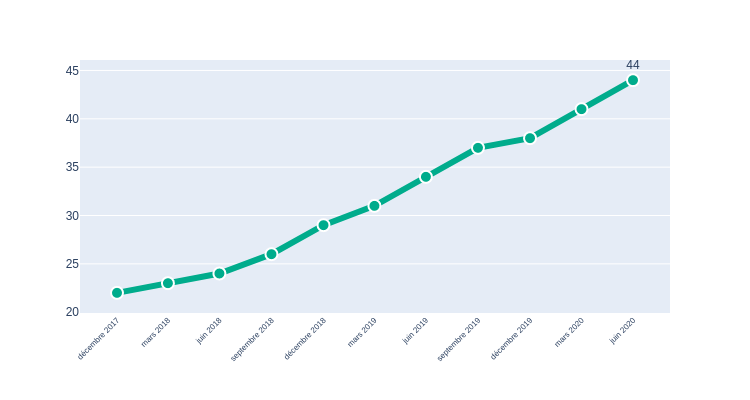 44
45
40
35
30
25
20
décembre 2017
mars 2018
juin 2018
septembre 2018
décembre 2018
mars 2019
juin 2019
septembre 2019
décembre 2019
mars 2020
juin 2020